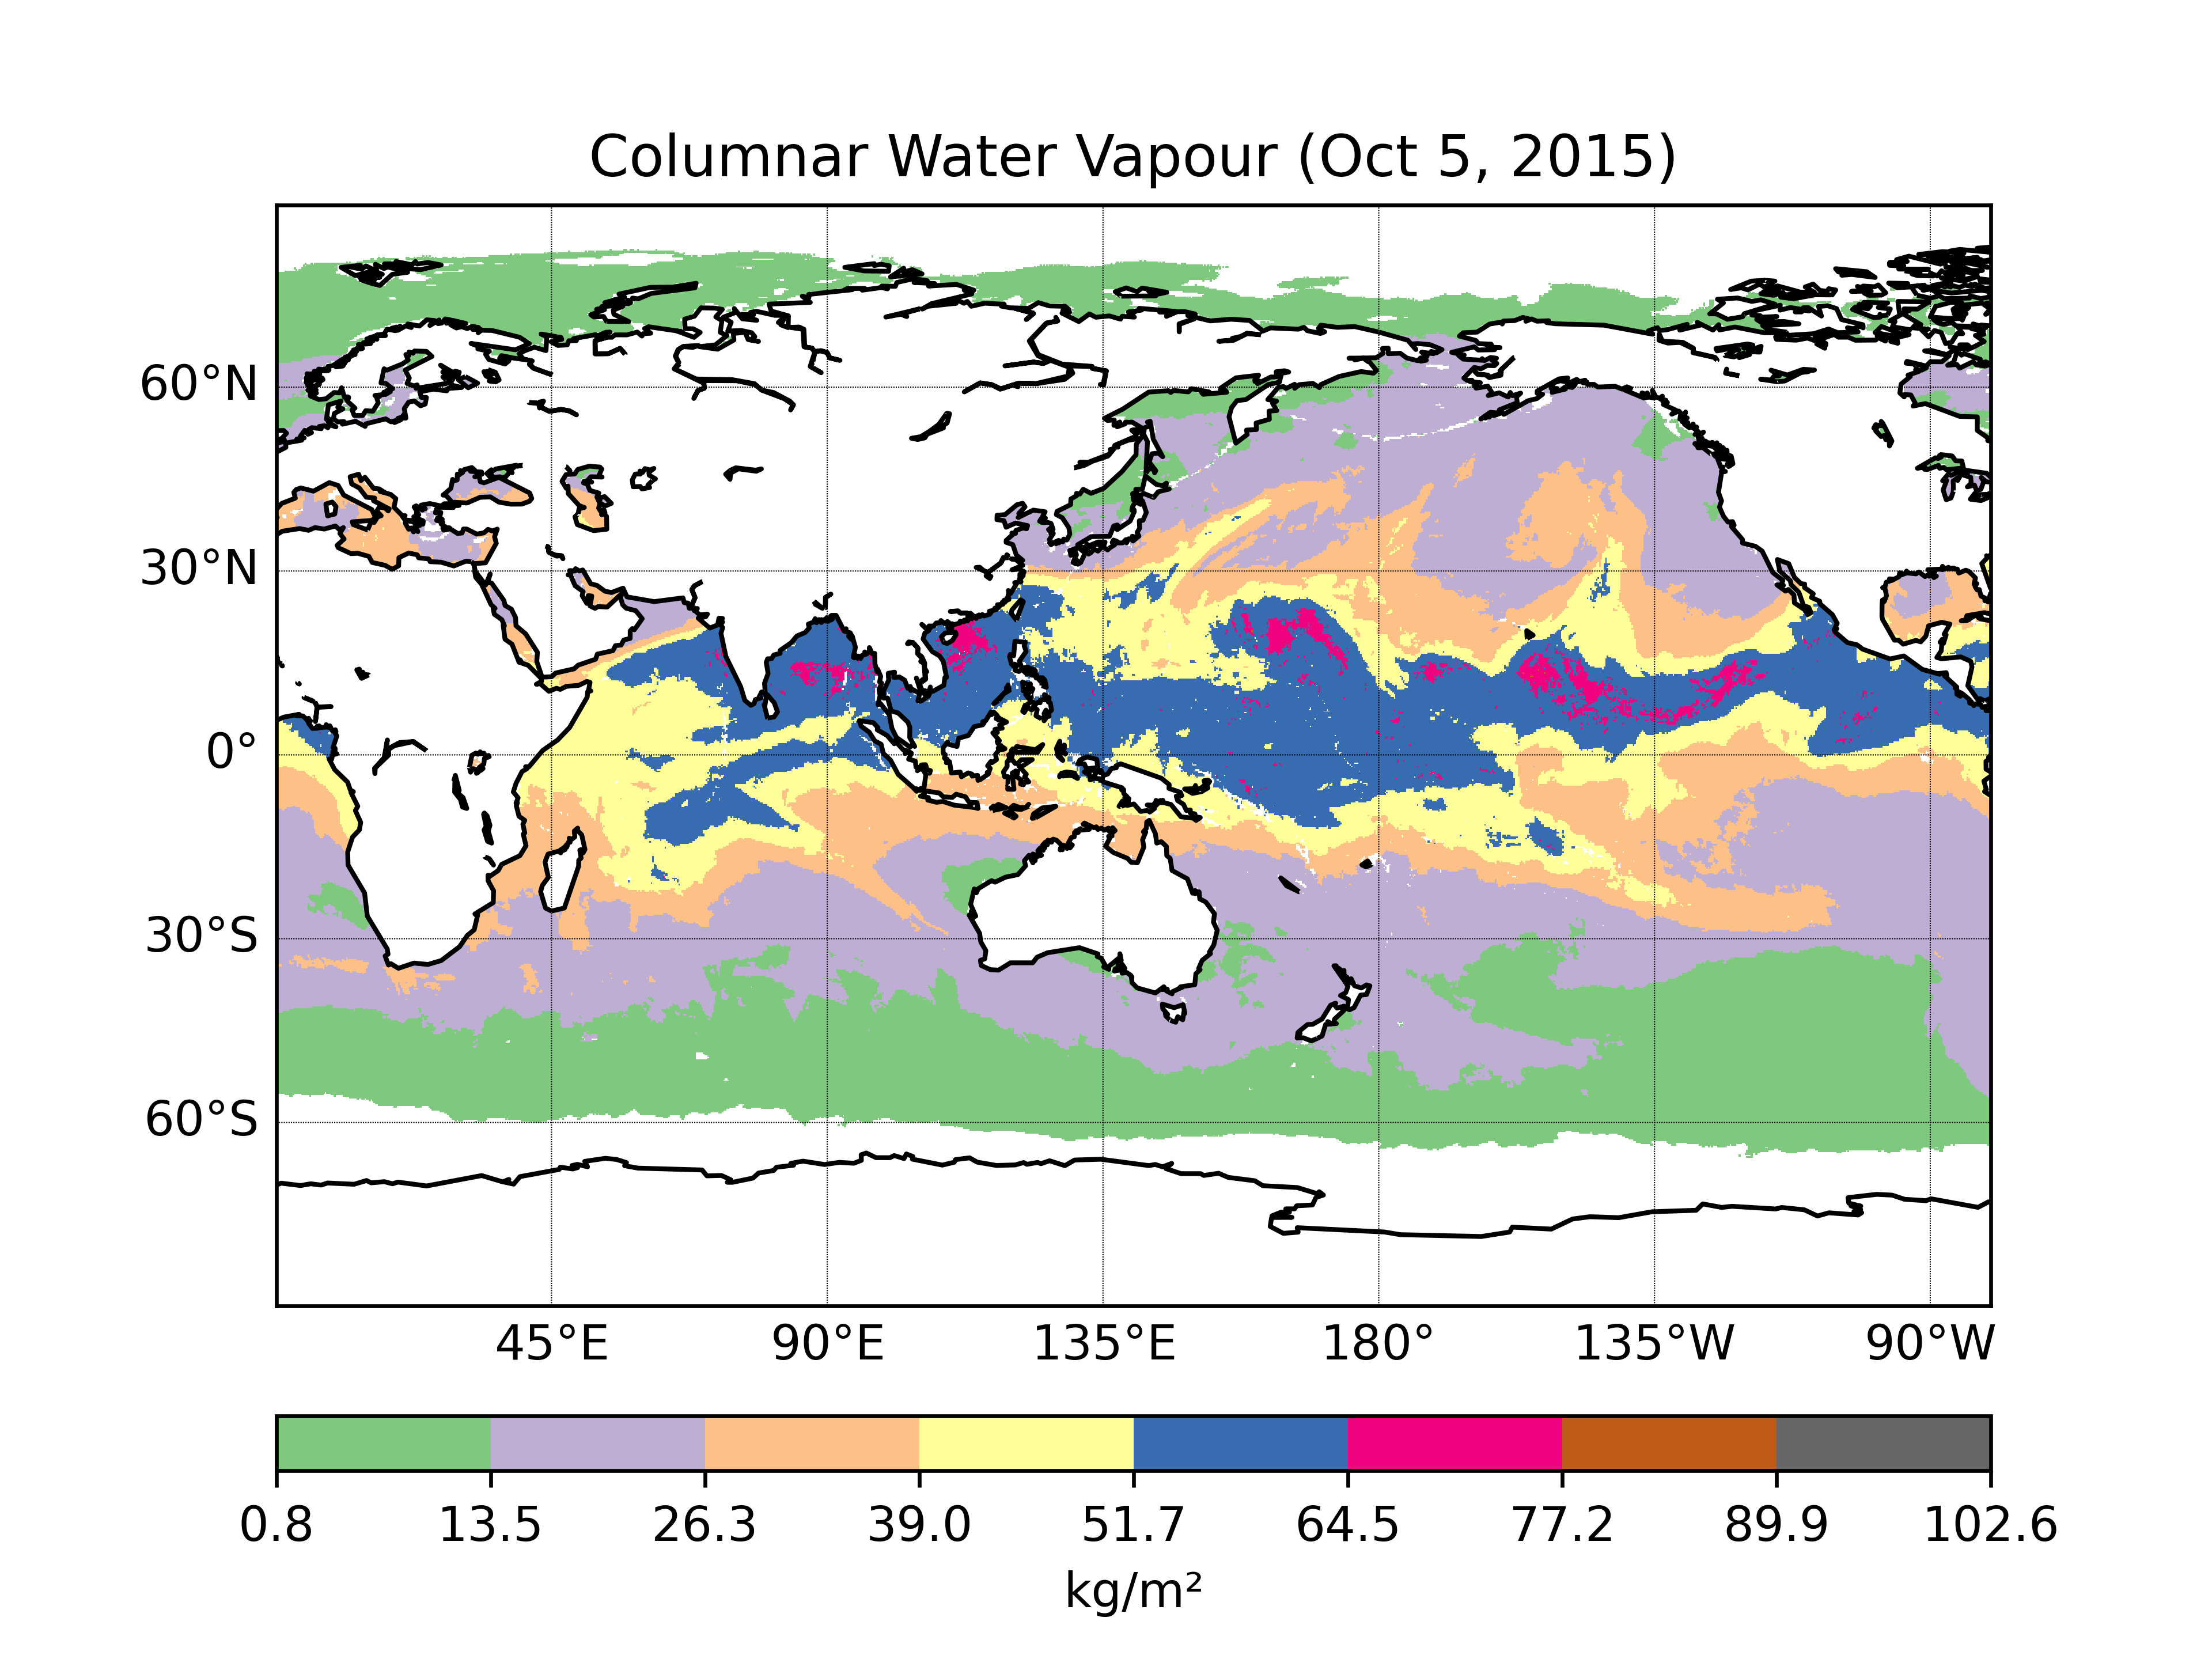 Columnar Water Vapour (Oct 5, 2015)
60°N
30°N
0°
30°S
60°S
45°E 90°E 135°E 180° 135°W 90°W
0.8 13.5 26.3 39.0 51.7 64.5 77.2 89.9 102.6
kg/m²